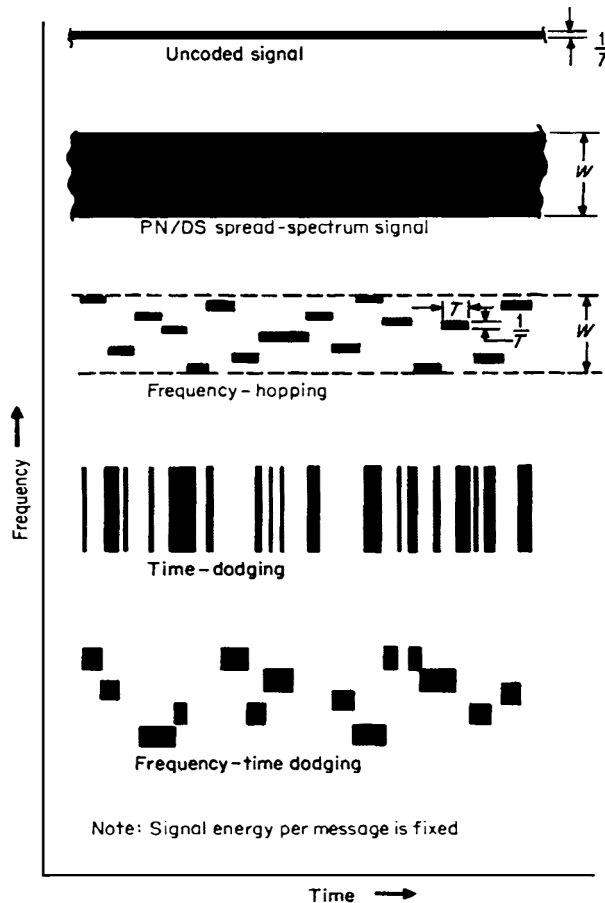 1/T
Uncoded signal
W
PN/DS spread-spectrum signal
T
1/T
W
Frequency-hopping
Frequency
Time-dodging
Frequency-time dodging
Note: Signal energy per message is fixed
Time